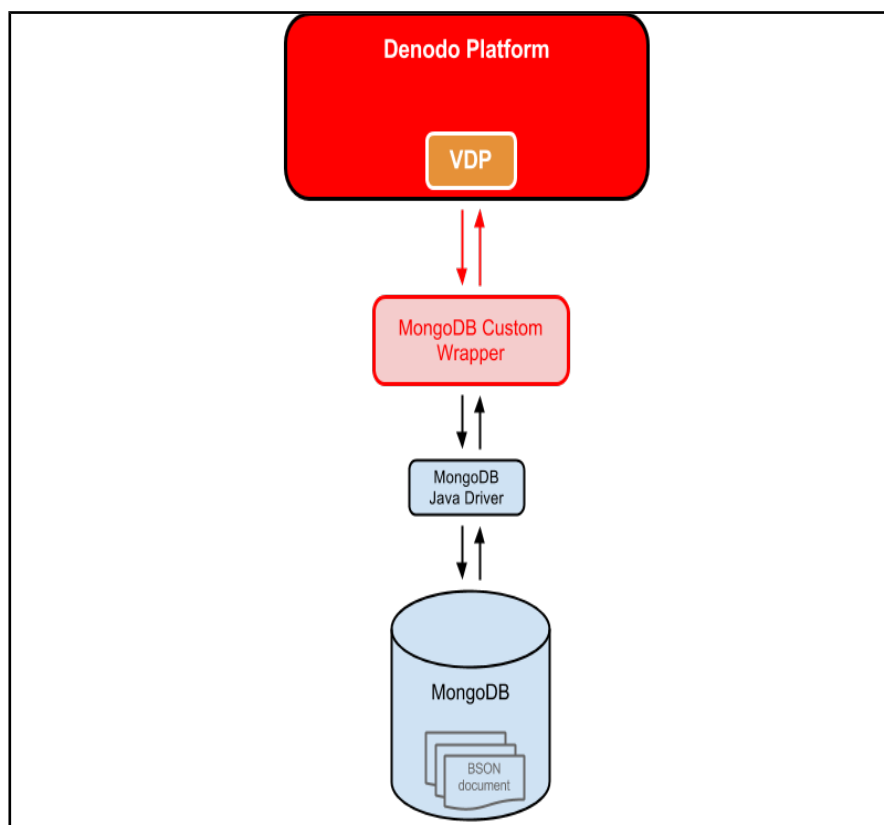 Denodo Platform
VDP
MongoDB Custom
Wrapper
MongoDB
Java Driver
MongoDB
BSON
document